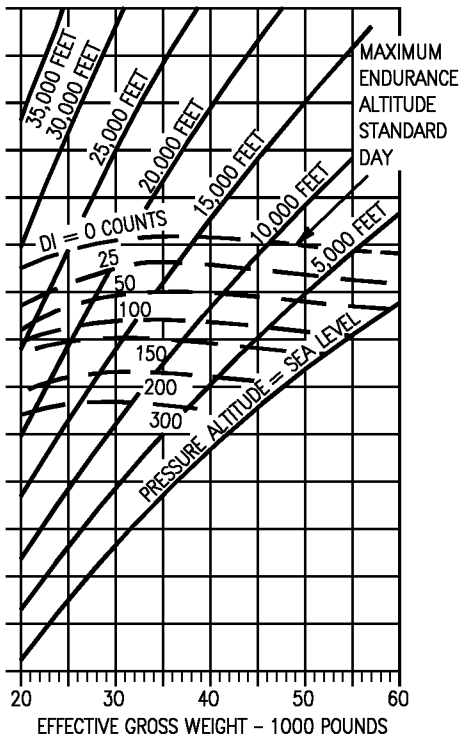 35,000 FEET
30,000 FEET
25,000 FEET
20.000 FEET
15,000 FEET
10,000 FEET
5,000 FEET
MAXIMUM
ENDURANCE
ALTITUDE
STANDARD
DAY
DI = 0 COUNTS
25
50
100
150
200
300
PRESSURE ALTITUDE = SEA LEVEL
20 30 40 50 60
EFFECTIVE GROSS WEIGHT - 1000 POUNDS